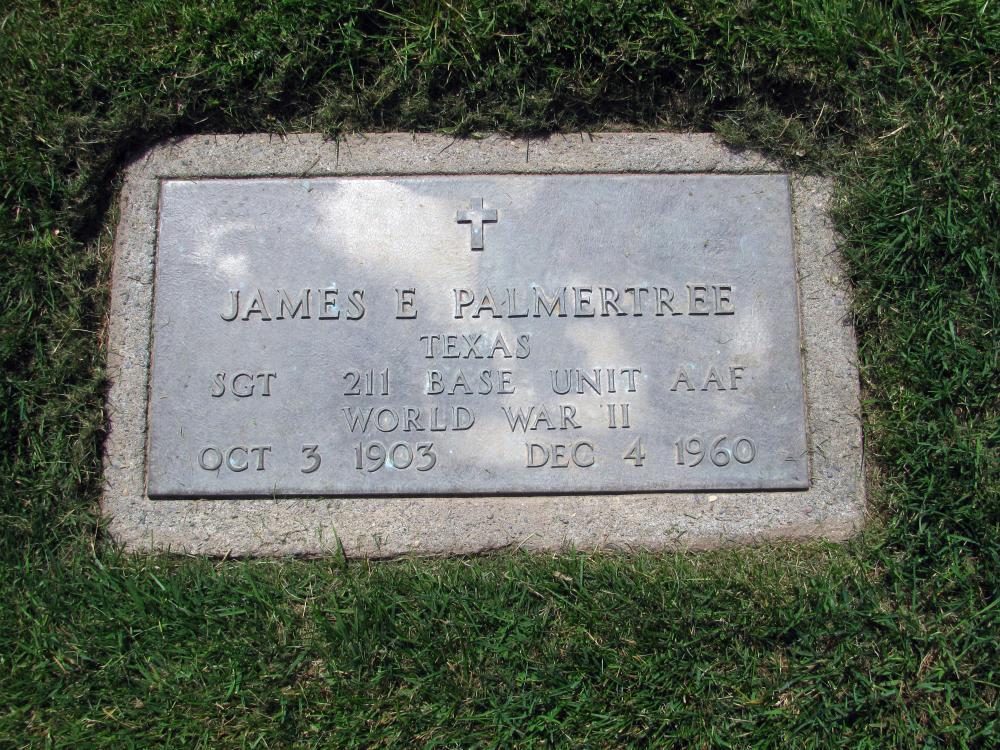 JAMES E PALMERTREE
TEXAS
SGT 211 BASE UNIT AAF
WORLD WAR II
OCT 3 1903 DEC 4 1960